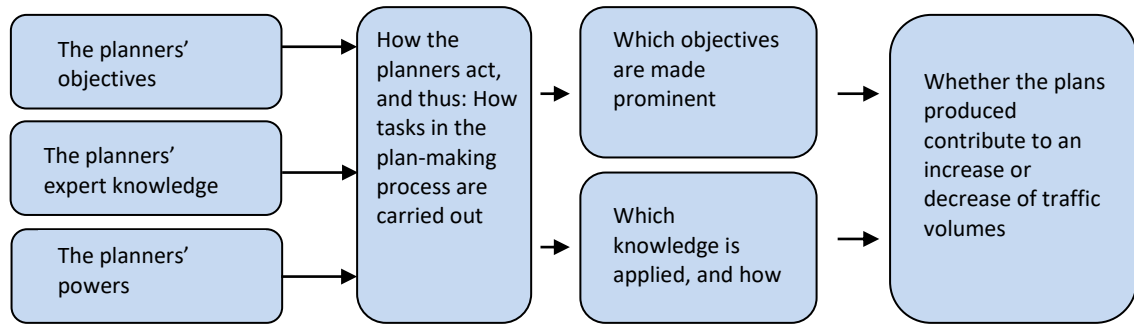 The planners’
objectives
The planners’
expert knowledge
The planners’
powers
How the
planners act,
and thus: How
tasks in the
plan-making
process are
carried out
Which objectives
are made
prominent
Which
knowledge is
applied, and how
Whether the plans
produced
contribute to an
increase or
decrease of traffic
volumes